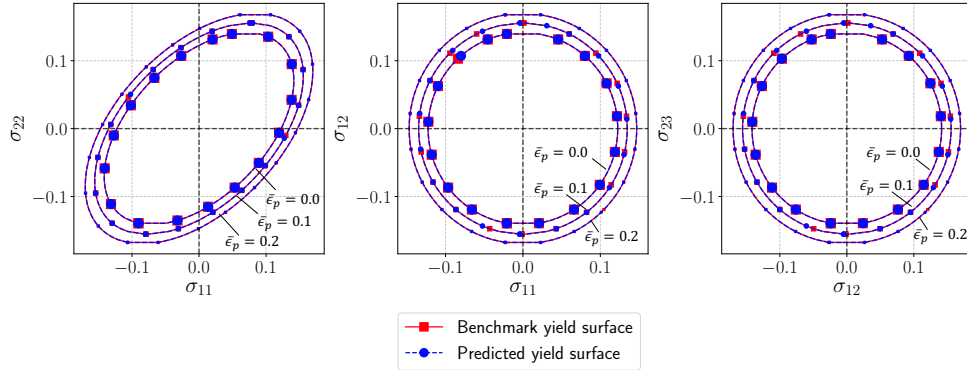 0.1
0.0
−0.1
σ22
−0.1
0.0
0.1
σ11
ε̄p = 0.0
ε̄p = 0.1
ε̄p = 0.2
0.1
0.0
−0.1
σ12
−0.1
0.0
0.1
σ11
ε̄p = 0.0
ε̄p = 0.1
ε̄p = 0.2
0.1
0.0
−0.1
σ23
−0.1
0.0
0.1
σ12
ε̄p = 0.0
ε̄p = 0.1
ε̄p = 0.2
Benchmark yield surface
Predicted yield surface